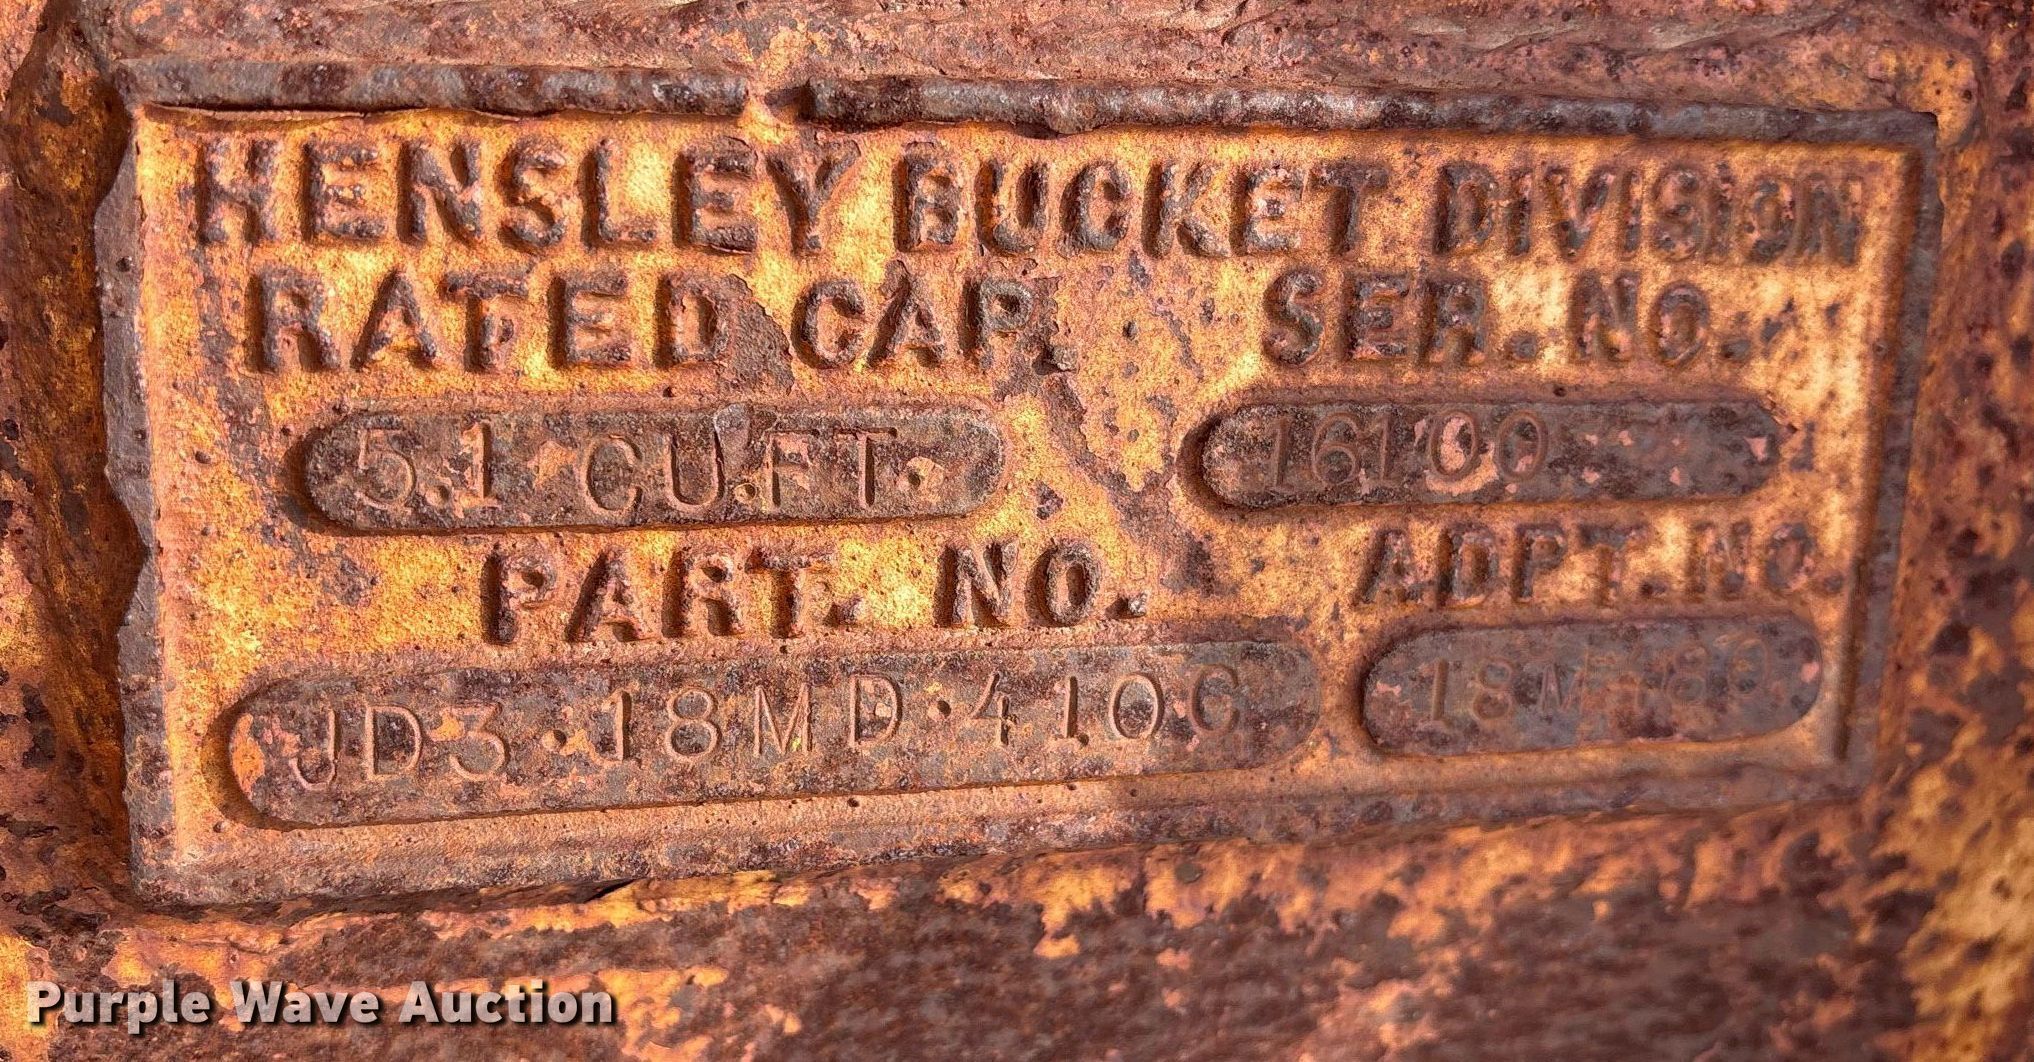 HENSLEY BUCKET DIVISION
RATED CAP. SER. NO.
5.1 CU.FT. 16100
PART. NO. ADPT. NO.
JD3·18MD·410C
Purple Wave Auction